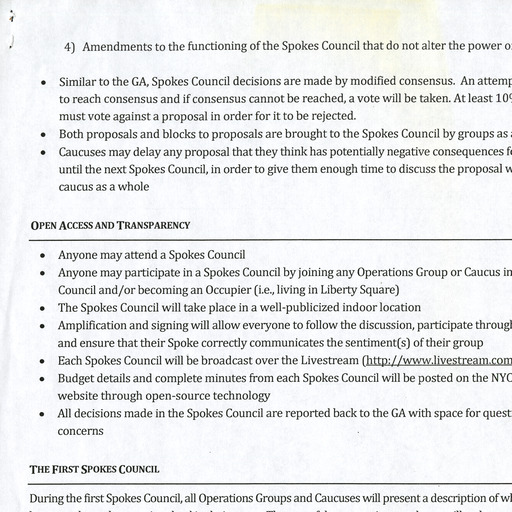 4) Amendments to the functioning of the Spokes Council that do not alter the power o
• Similar to the GA, Spokes Council decisions are made by modified consensus. An attemp
to reach consensus and if consensus cannot be reached, a vote will be taken. At least 10%
must vote against a proposal in order for it to be rejected.
• Both proposals and blocks to proposals are brought to the Spokes Council by groups as
• Caucuses may delay any proposal that they think has potentially negative consequences f
until the next Spokes Council, in order to give them enough time to discuss the proposal w
caucus as a whole
OPEN ACCESS AND TRANSPARENCY
• Anyone may attend a Spokes Council
• Anyone may participate in a Spokes Council by joining any Operations Group or Caucus in
Council and/or becoming an Occupier (i.e., living in Liberty Square)
• The Spokes Council will take place in a well-publicized indoor location
• Amplification and signing will allow everyone to follow the discussion, participate throug
and ensure that their Spoke correctly communicates the sentiment(s) of their group
• Each Spokes Council will be broadcast over the Livestream (http://www.livestream.com
• Budget details and complete minutes from each Spokes Council will be posted on the NYC
website through open-source technology
• All decisions made in the Spokes Council are reported back to the GA with space for quest
concerns
THE FIRST SPOKES COUNCIL
During the first Spokes Council, all Operations Groups and Caucuses will present a description of w